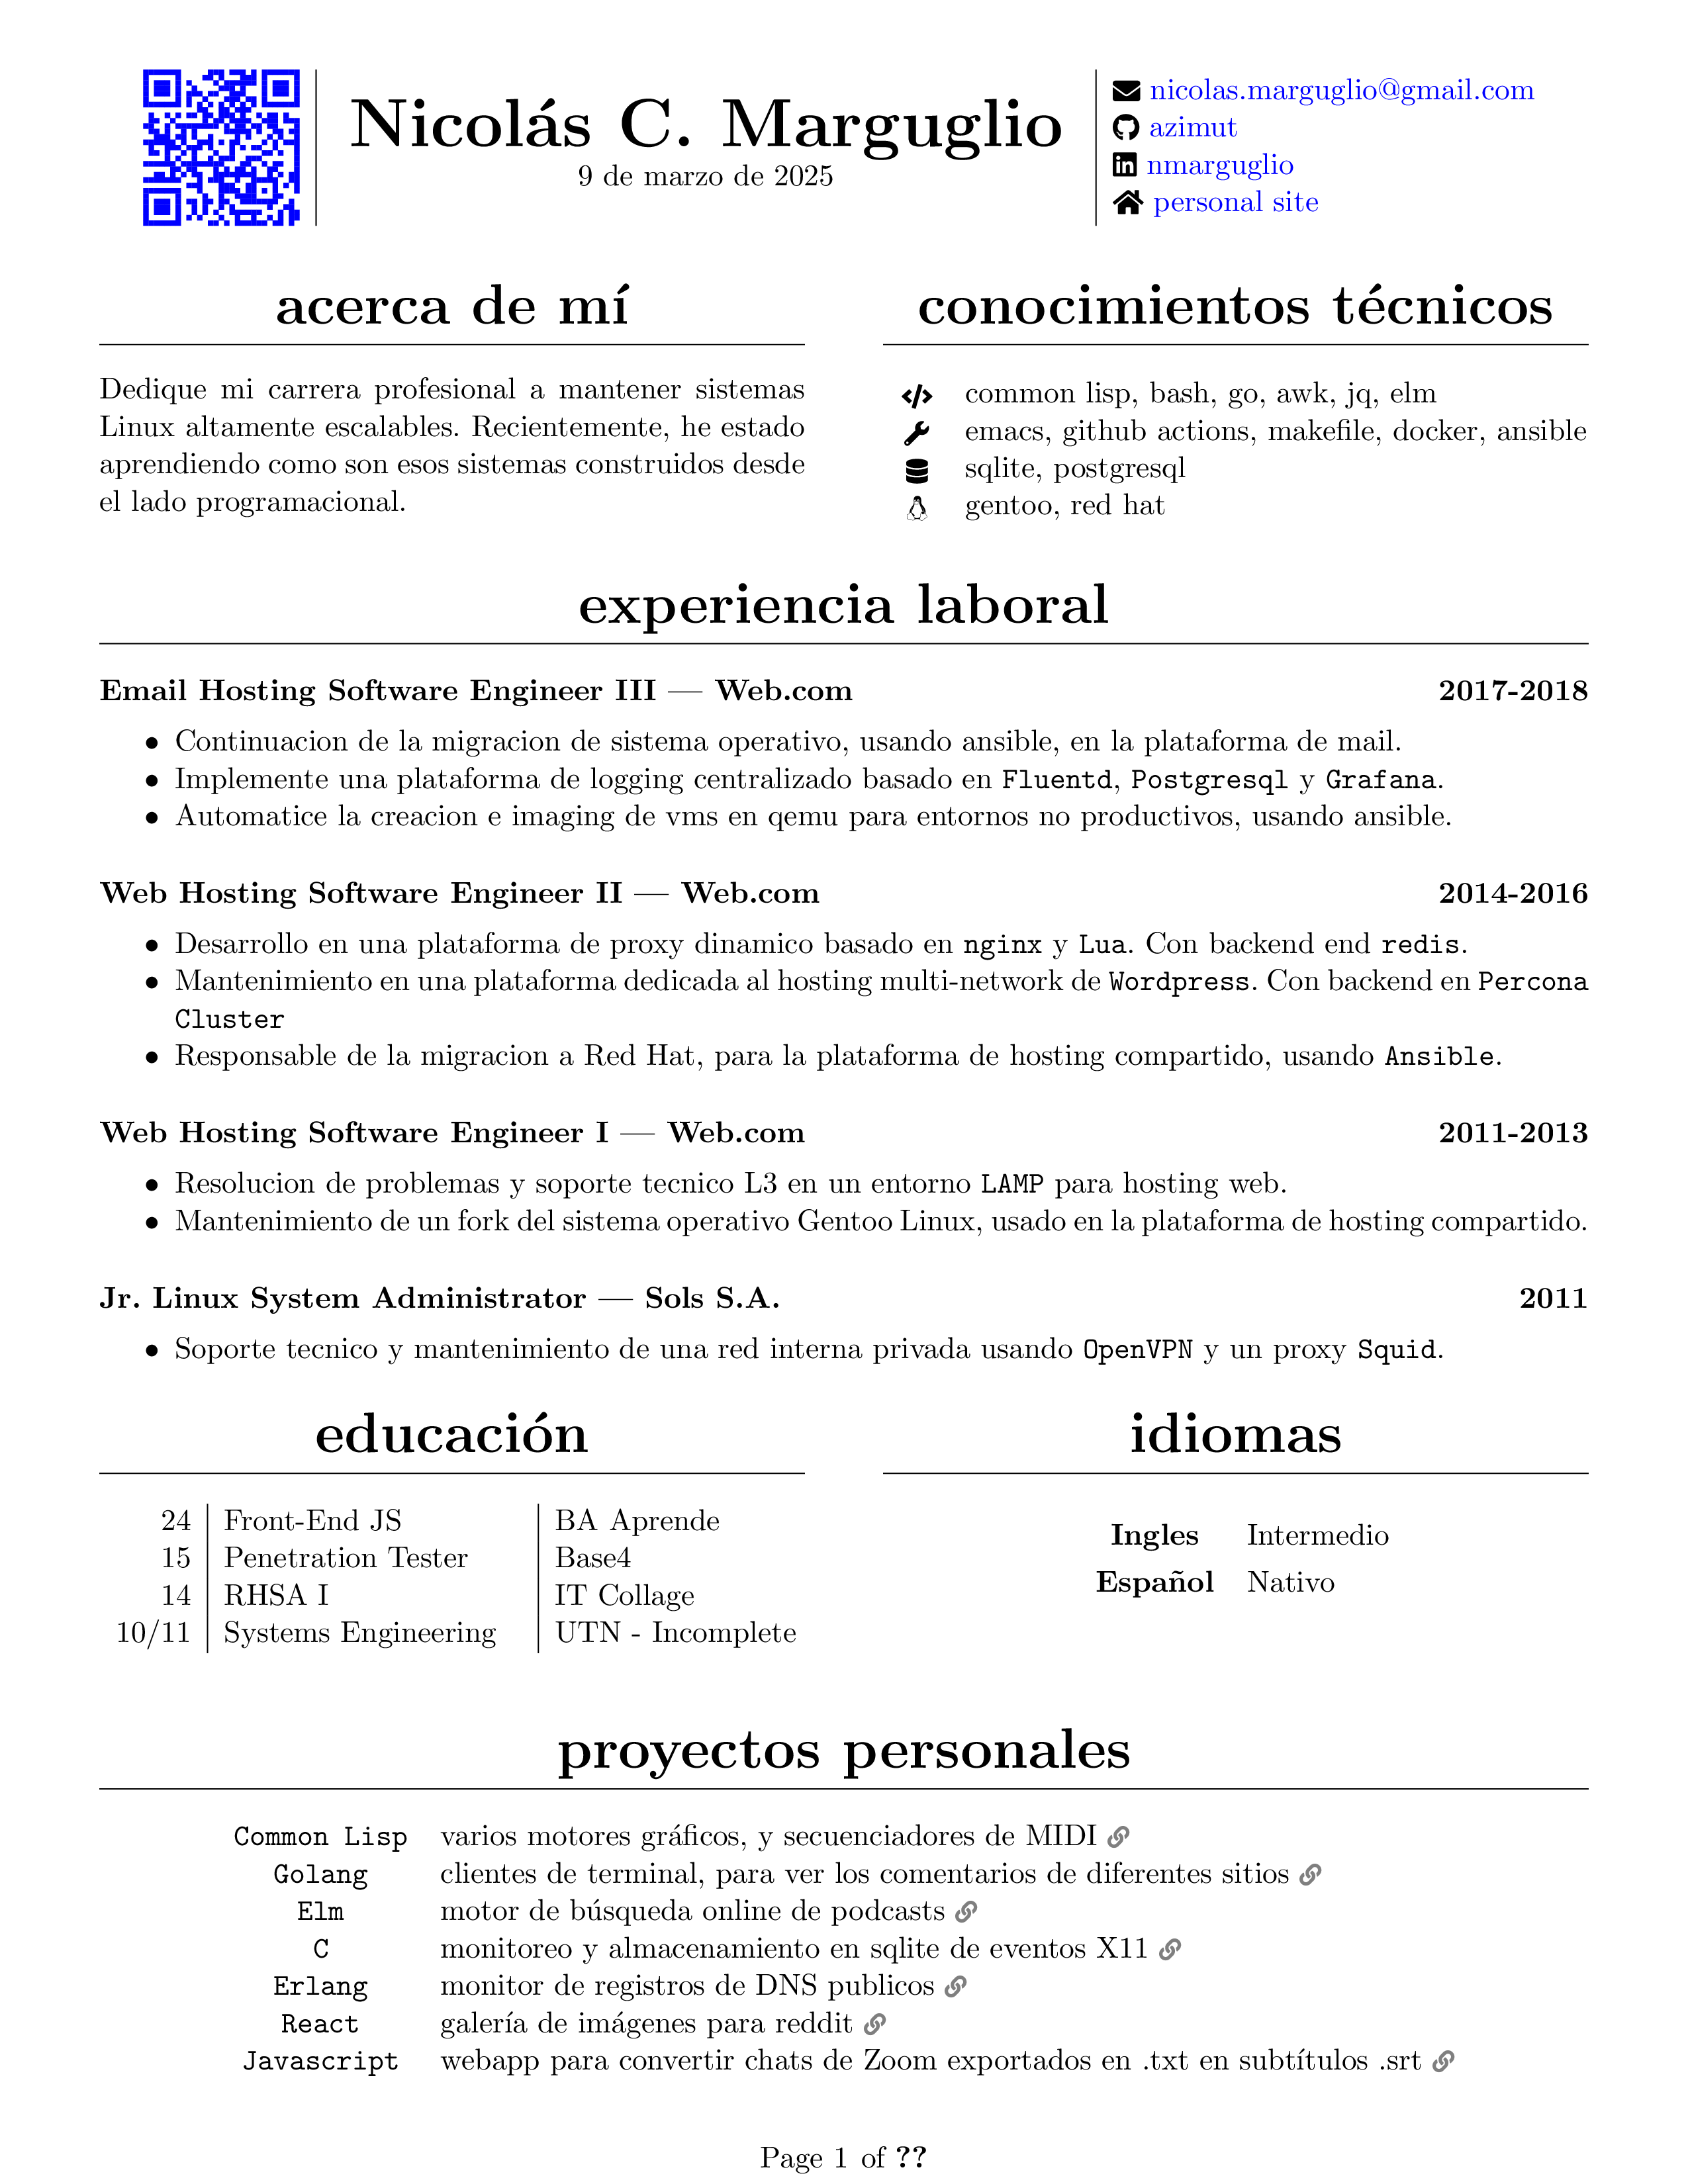 Nicolás C. Marguglio
9 de marzo de 2025
nicolas.marguglio@gmail.com
azimut
nmarguglio
personal site
acerca de mí
Dedique mi carrera profesional a mantener sistemas
Linux altamente escalables. Recientemente, he estado
aprendiendo como son esos sistemas construidos desde
el lado programacional.
conocimientos técnicos
common lisp, bash, go, awk, jq, elm
emacs, github actions, makefile, docker, ansible
sqlite, postgresql
gentoo, red hat
experiencia laboral
Email Hosting Software Engineer III — Web.com 2017-2018
• Continuacion de la migracion de sistema operativo, usando ansible, en la plataforma de mail.
• Implemente una plataforma de logging centralizado basado en Fluentd, Postgresql y Grafana.
• Automatice la creacion e imaging de vms en qemu para entornos no productivos, usando ansible.
Web Hosting Software Engineer II — Web.com 2014-2016
• Desarrollo en una plataforma de proxy dinamico basado en nginx y Lua. Con backend end redis.
• Mantenimiento en una plataforma dedicada al hosting multi-network de Wordpress. Con backend en Percona
Cluster
• Responsable de la migracion a Red Hat, para la plataforma de hosting compartido, usando Ansible.
Web Hosting Software Engineer I — Web.com 2011-2013
• Resolucion de problemas y soporte tecnico L3 en un entorno LAMP para hosting web.
• Mantenimiento de un fork del sistema operativo Gentoo Linux, usado en la plataforma de hosting compartido.
Jr. Linux System Administrator — Sols S.A. 2011
• Soporte tecnico y mantenimiento de una red interna privada usando OpenVPN y un proxy Squid.
educación
24 Front-End JS BA Aprende
15 Penetration Tester Base4
14 RHSA I IT Collage
10/11 Systems Engineering UTN - Incomplete
idiomas
Ingles Intermedio
Español Nativo
proyectos personales
Common Lisp varios motores gráficos, y secuenciadores de MIDI
Golang clientes de terminal, para ver los comentarios de diferentes sitios
Elm motor de búsqueda online de podcasts
C monitoreo y almacenamiento en sqlite de eventos X11
Erlang monitor de registros de DNS publicos
React galería de imágenes para reddit
Javascript webapp para convertir chats de Zoom exportados en .txt en subtítulos .srt
Page 1 of ??